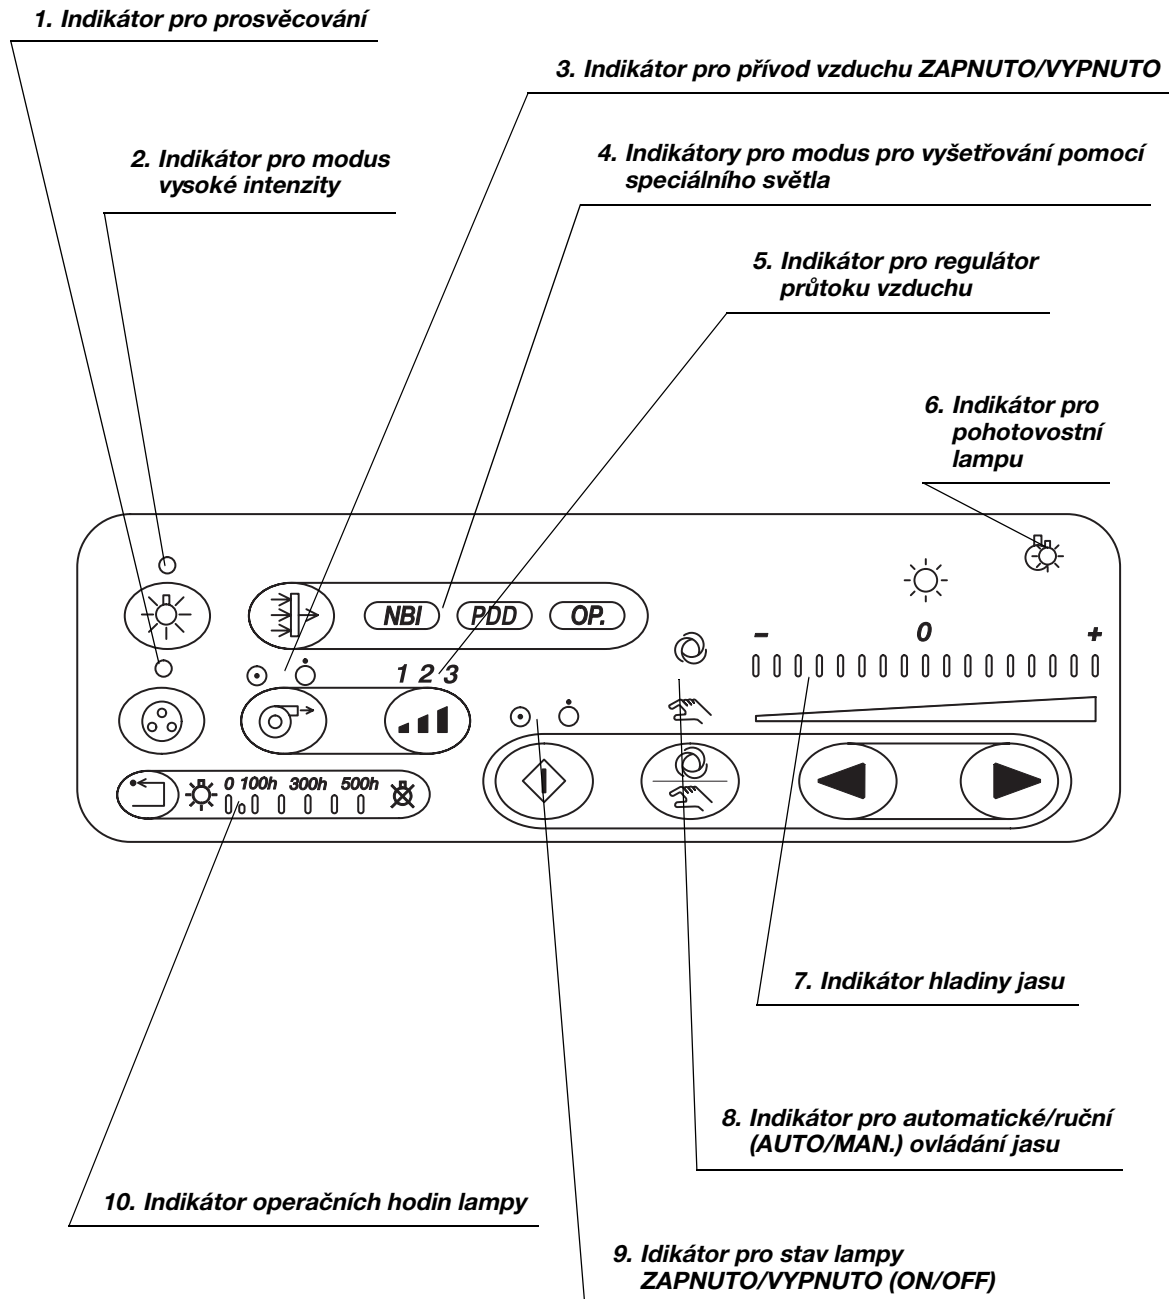 1. Indikátor pro prosvěcování
3. Indikátor pro přívod vzduchu ZAPNUTO/VYPNUTO
2. Indikátor pro modus
vysoké intenzity
4. Indikátory pro modus pro vyšetřování pomocí
speciálního světla
5. Indikátor pro regulátor
průtoku vzduchu
6. Indikátor pro
pohotovostní
lampu
NBI PDD OP.
- 0 +
1 2 3
0 100h 300h 500h
7. Indikátor hladiny jasu
8. Indikátor pro automatické/ruční
(AUTO/MAN.) ovládání jasu
10. Indikátor operačních hodin lampy
9. Idikátor pro stav lampy
ZAPNUTO/VYPNUTO (ON/OFF)